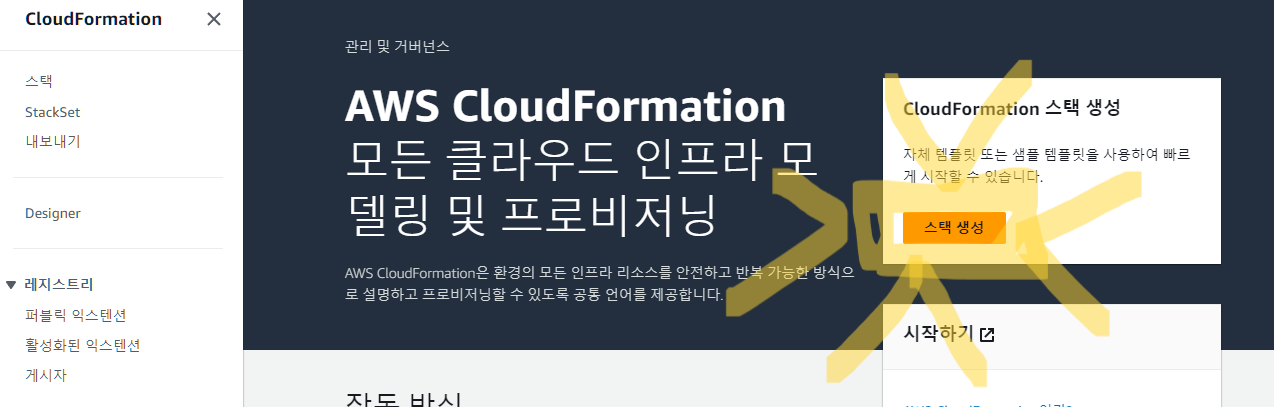 CloudFormation
스택
StackSet
내보내기
Designer
레지스트리
퍼블릭 익스텐션
활성화된 익스텐션
게시자
관리 및 거버넌스
AWS CloudFormation
모든 클라우드 인프라 모
델링 및 프로비저닝
AWS CloudFormation은 환경의 모든 인프라 리소스를 안전하고 반복 가능한 방식으
로 설명하고 프로비저닝할 수 있도록 공통 언어를 제공합니다.
CloudFormation 스택 생성
자체 템플릿 또는 샘플 템플릿을 사용하여 빠르
게 시작할 수 있습니다.
스택 생성
시작하기
작동 방식